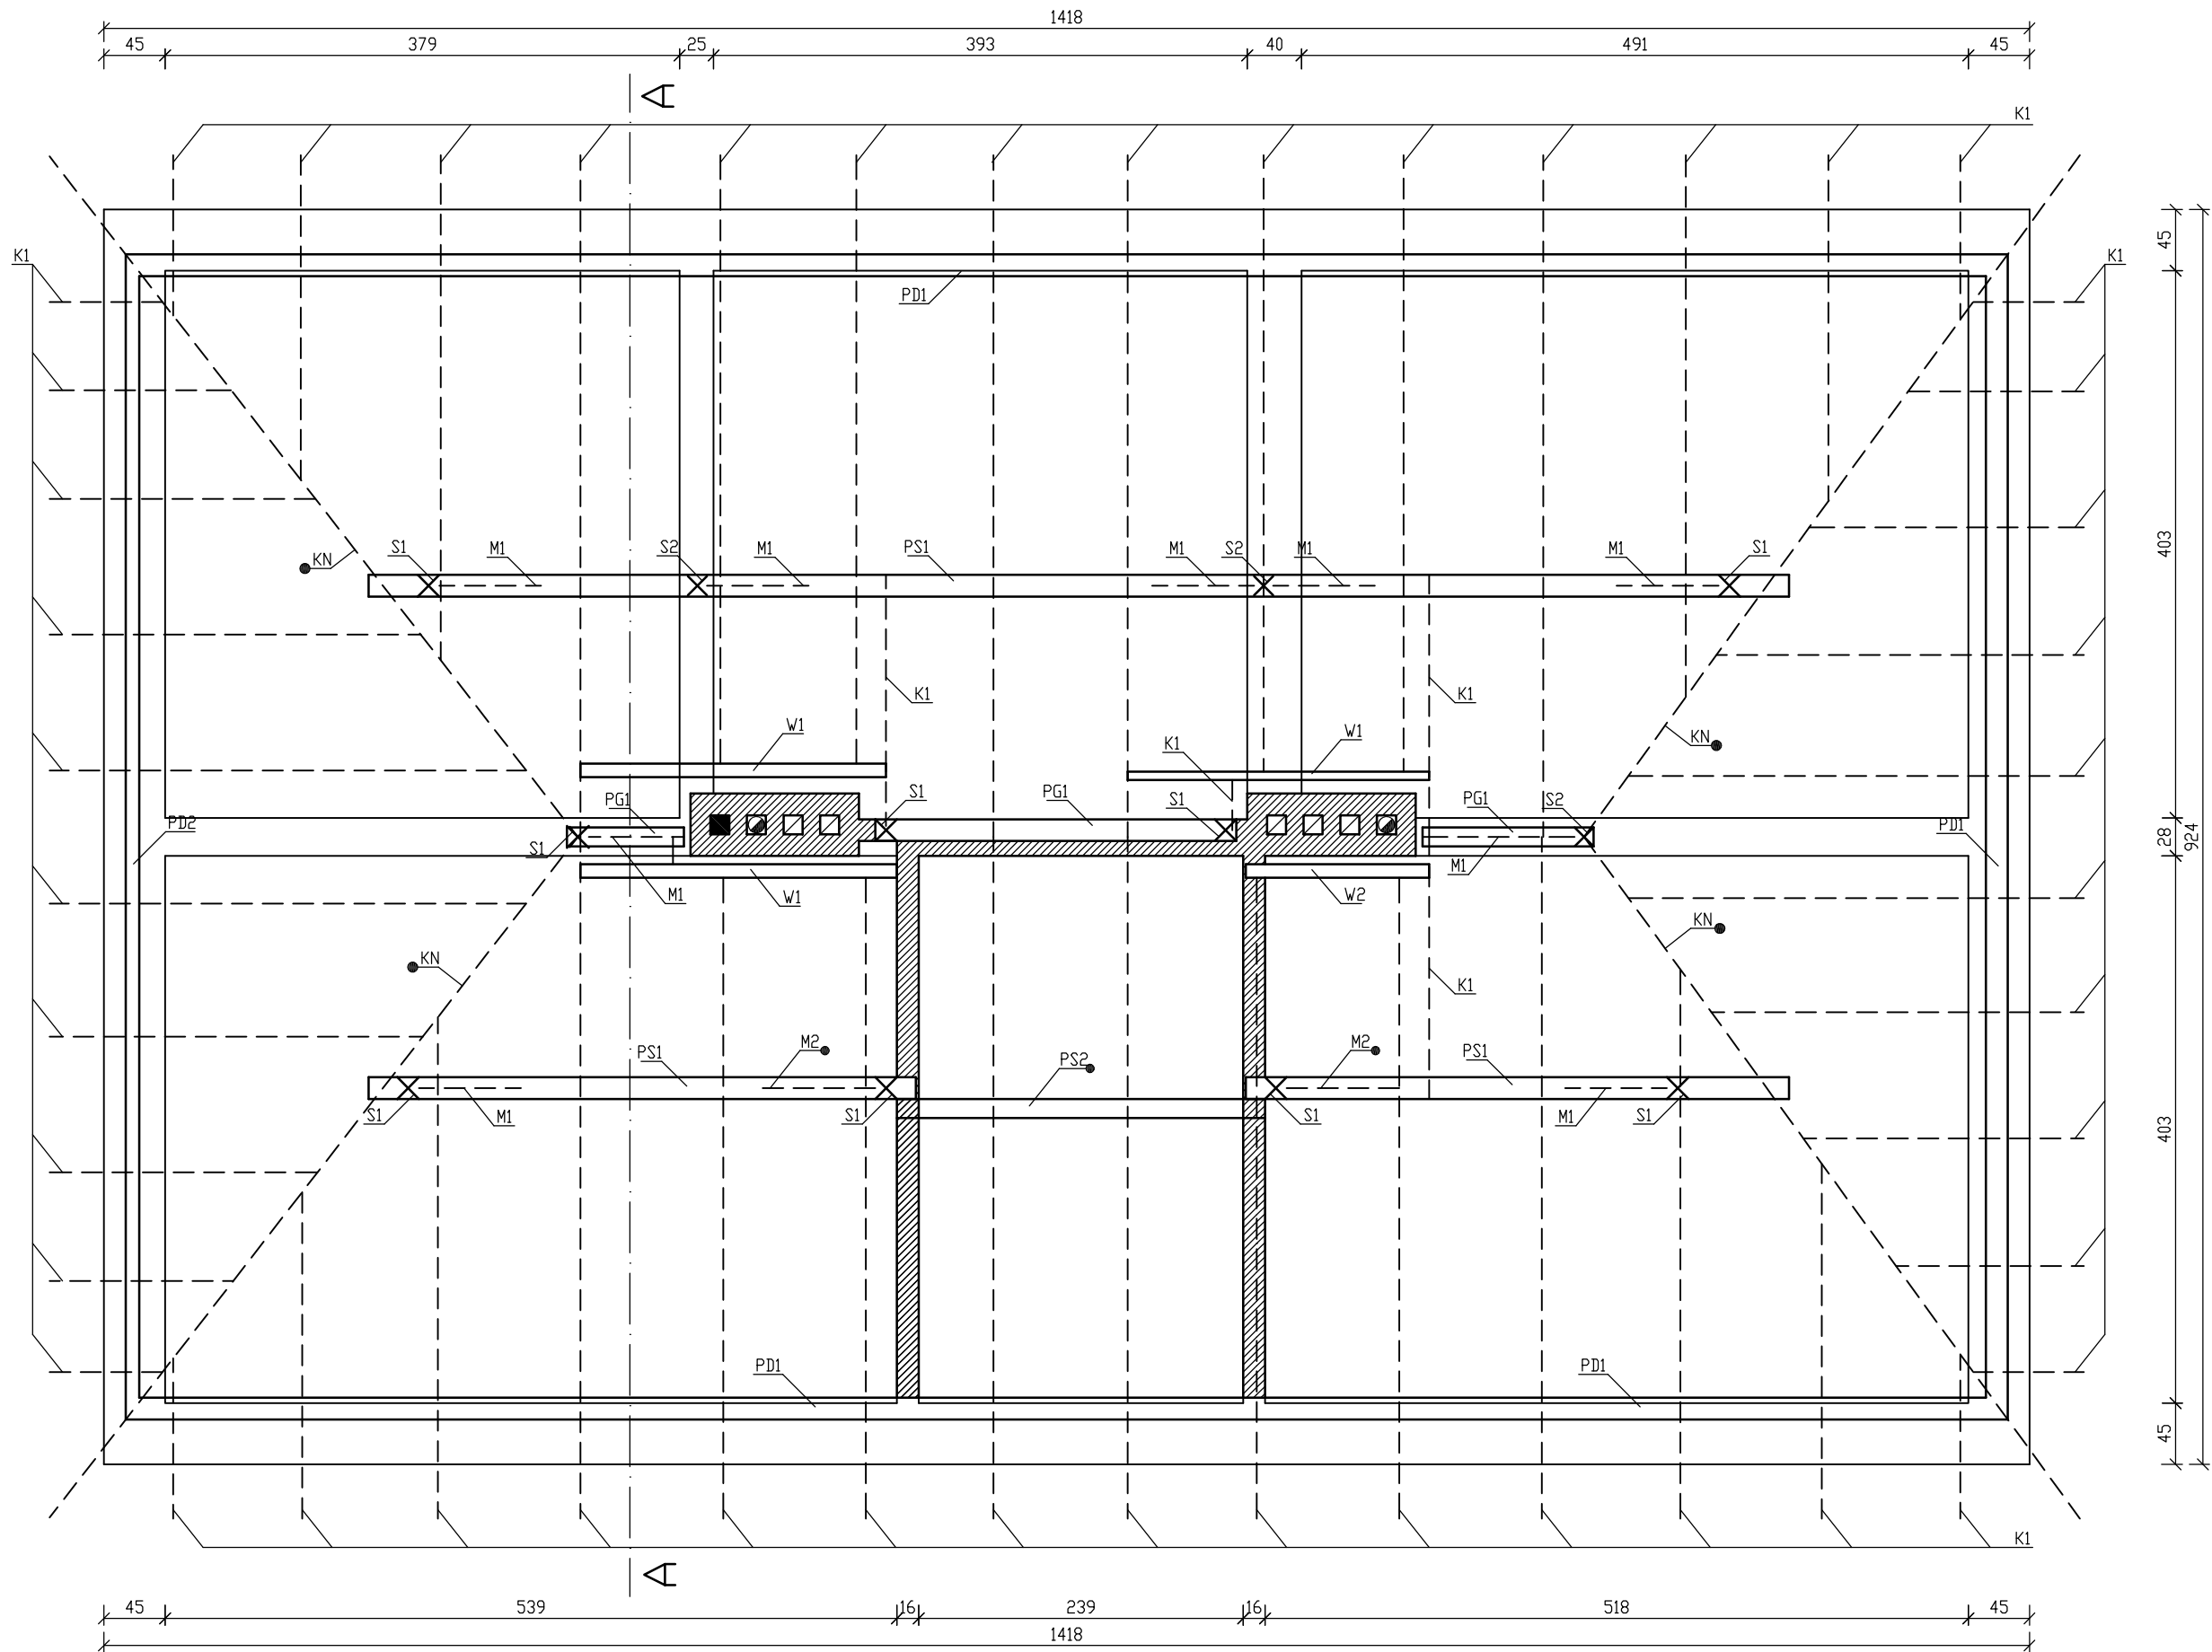 1418
45 379 25 393 40 491 45
A
K1
K1
K1
45
PD1
KN
S1 M1 S2 M1 PS1 M1 S2 M1 M1 S1
403
K1 K1
W1 K1 W1 KN
PG1 S1 PG1 S1 PG1 S2
PD2 PD1
28
924
S1 M1 W1 M1 W2
KN KN
K1
PS1 M2 PS2 M2 PS1
S1 M1 S1 S1 M1 S1
403
PD1 PD1
45
K1
A
45 539 16 239 16 518 45
1418